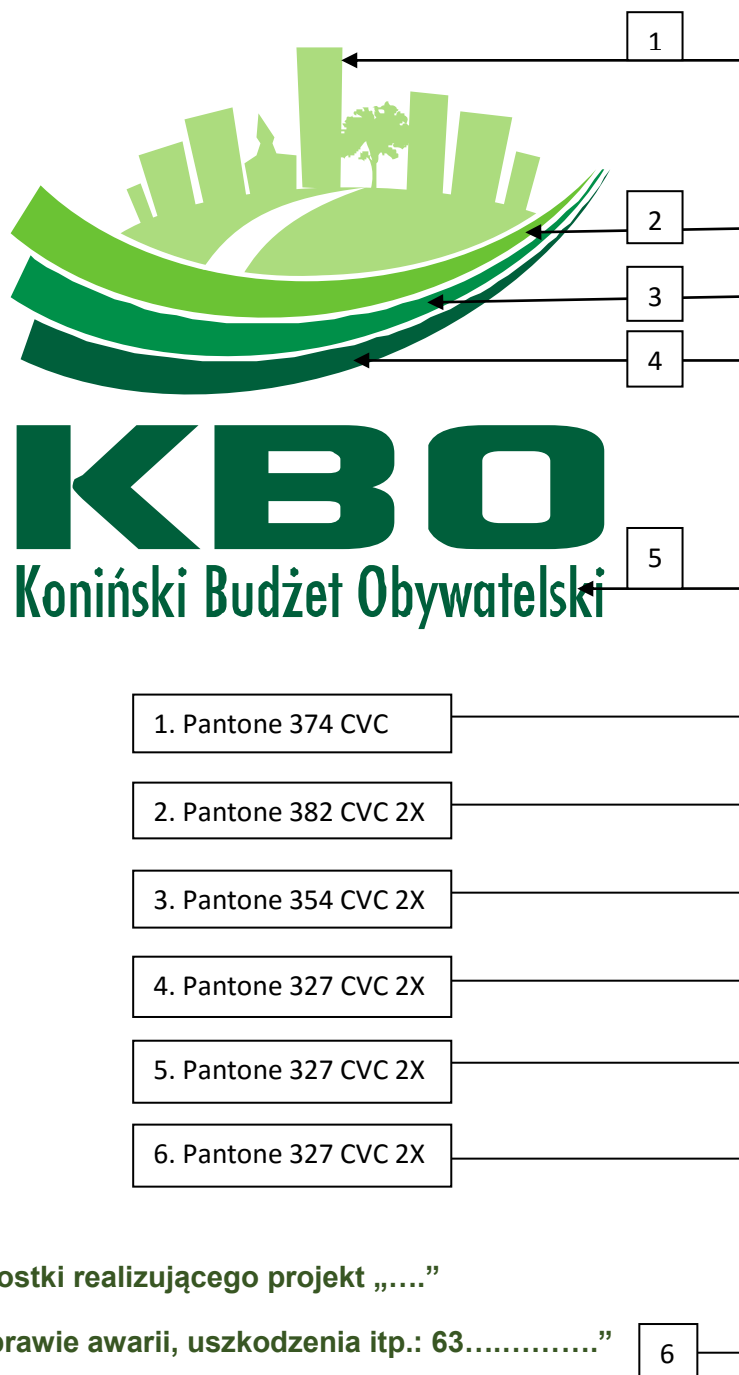 1
2
3
4
KBO
5
Koniński Budżet Obywatelski
1. Pantone 374 CVC
2. Pantone 382 CVC 2X
3. Pantone 354 CVC 2X
4. Pantone 327 CVC 2X
5. Pantone 327 CVC 2X
6. Pantone 327 CVC 2X
ostki realizującego projekt „….”
prawie awarii, uszkodzenia itp.: 63….………”
6